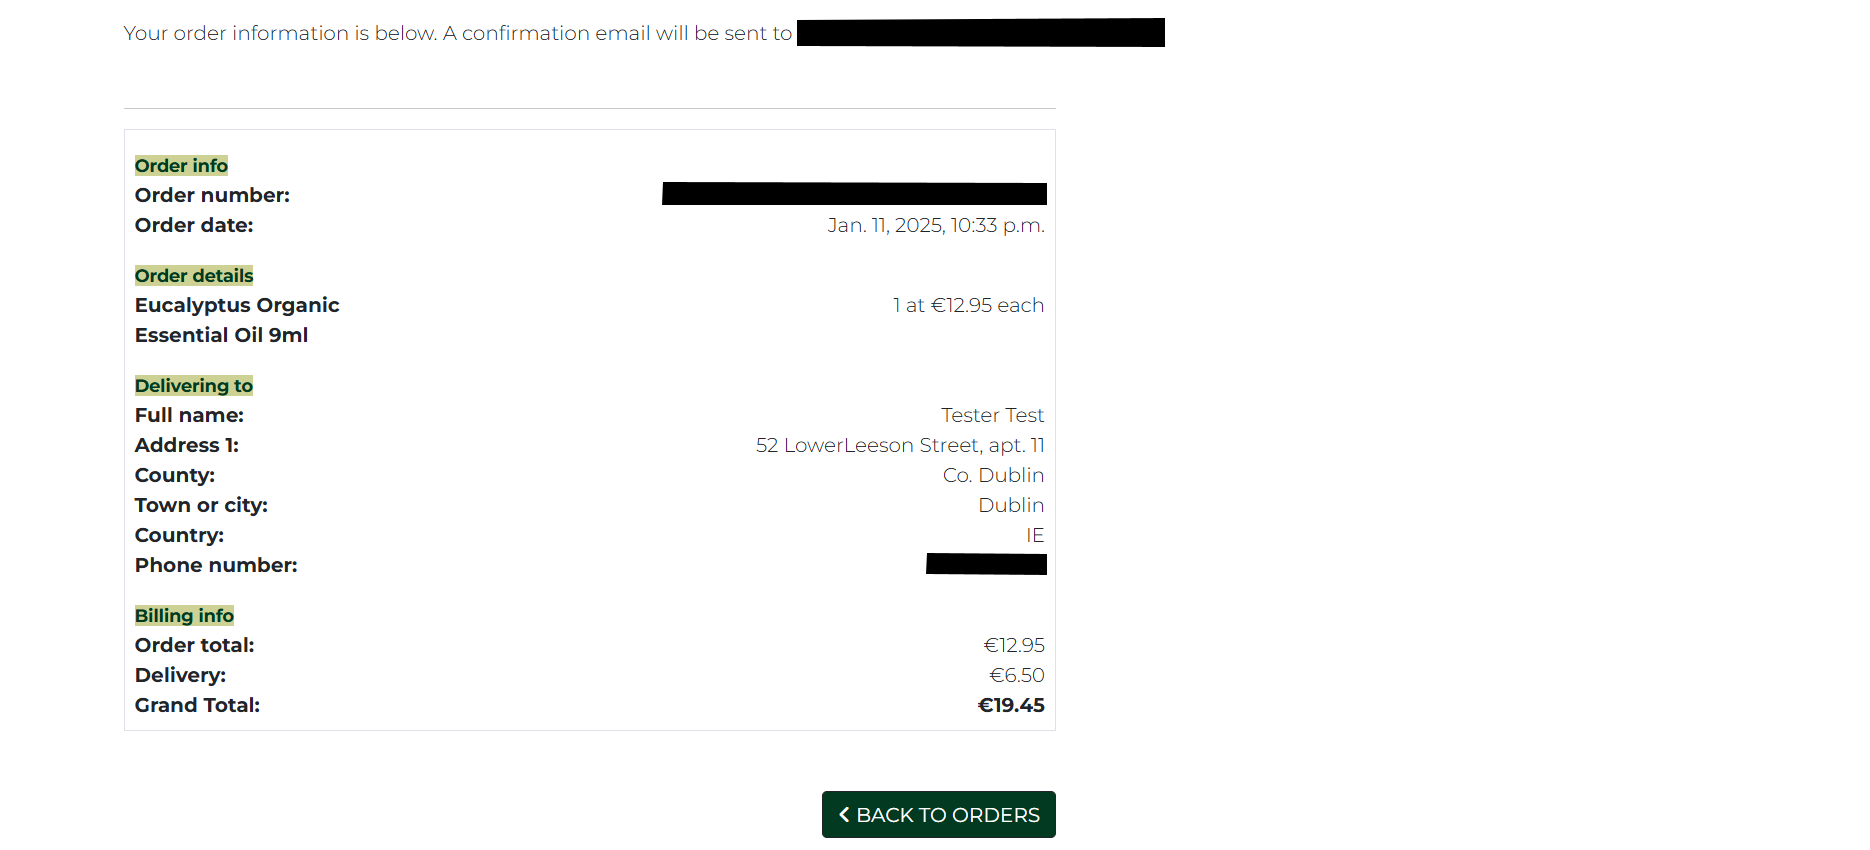 Your order information is below. A confirmation email will be sent to
Order info
Order number:
Order date: Jan. 11, 2025, 10:33 p.m.
Order details
Eucalyptus Organic 1 at €12.95 each
Essential Oil 9ml
Delivering to
Full name: Tester Test
Address 1: 52 LowerLeeson Street, apt. 11
County: Co. Dublin
Town or city: Dublin
Country: IE
Phone number:
Billing info
Order total: €12.95
Delivery: €6.50
Grand Total: €19.45
BACK TO ORDERS